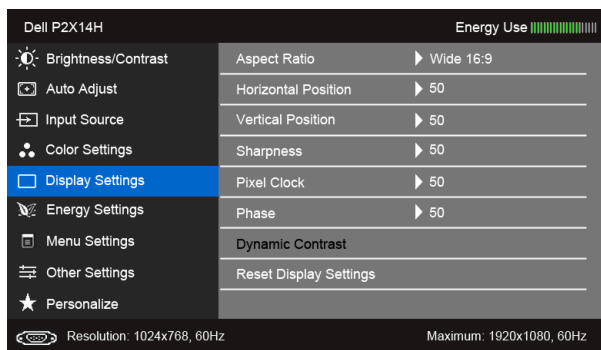 Dell P2X14H Energy Use
Brightness/Contrast Aspect Ratio Wide 16:9
Auto Adjust Horizontal Position 50
Input Source Vertical Position 50
Color Settings Sharpness 50
Display Settings Pixel Clock 50
Energy Settings Phase 50
Menu Settings Dynamic Contrast
Other Settings Reset Display Settings
Personalize
Resolution: 1024x768, 60Hz Maximum: 1920x1080, 60Hz